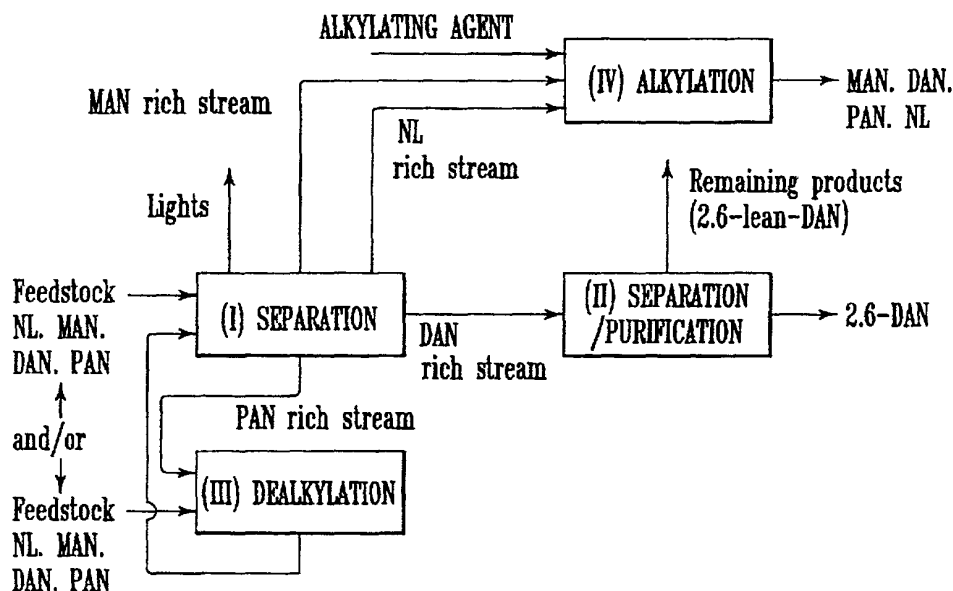 ALKYLATING AGENT
(IV) ALKYLATION
MAN. DAN.
PAN. NL
MAN rich stream
NL
rich stream
Lights
Remaining products
(2.6-lean-DAN)
Feedstock
NL. MAN.
DAN. PAN
(I) SEPARATION
DAN
rich stream
(II) SEPARATION
/PURIFICATION
2.6-DAN
PAN rich stream
and/or
(III) DEALKYLATION
Feedstock
NL. MAN.
DAN. PAN